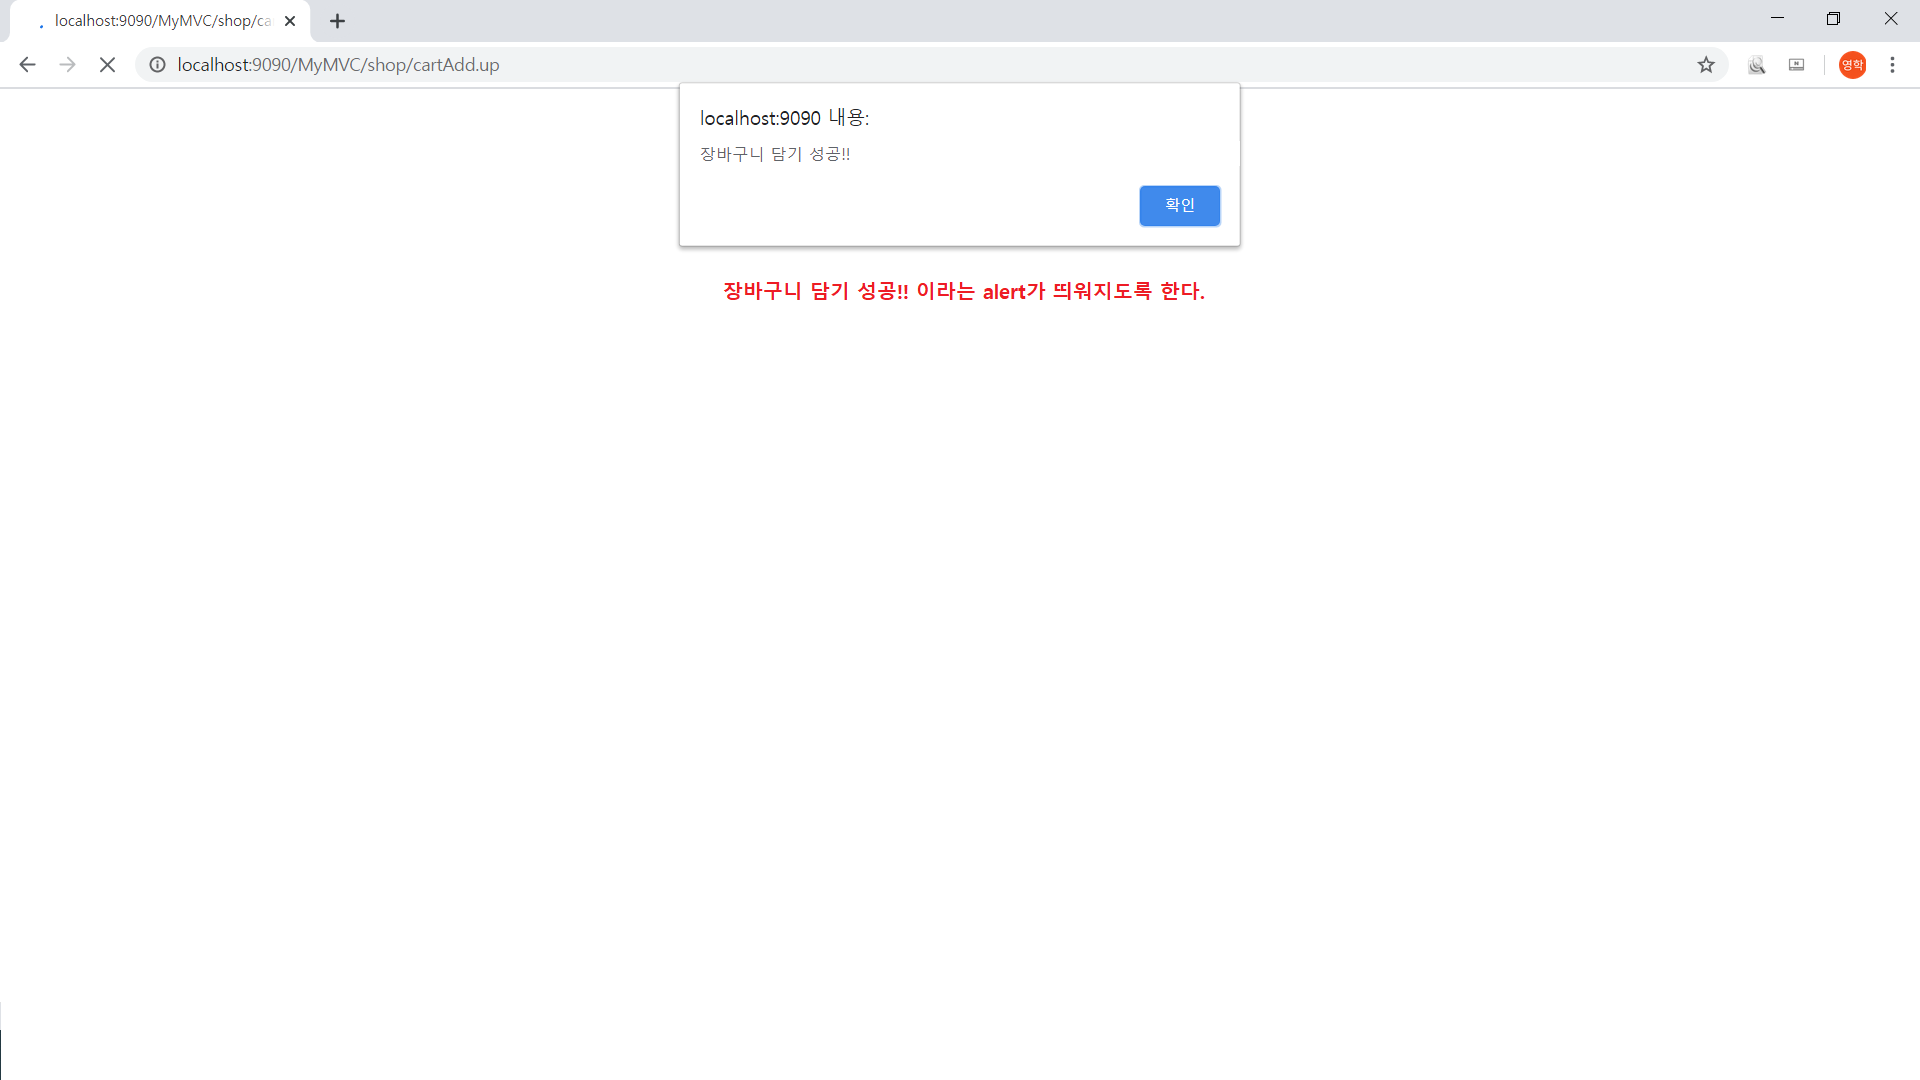 localhost:9090/MyMVC/shop/ca
localhost:9090/MyMVC/shop/cartAdd.up
영학
localhost:9090 내용:
장바구니 담기 성공!!
확인
장바구니 담기 성공!! 이라는 alert가 띄워지도록 한다.